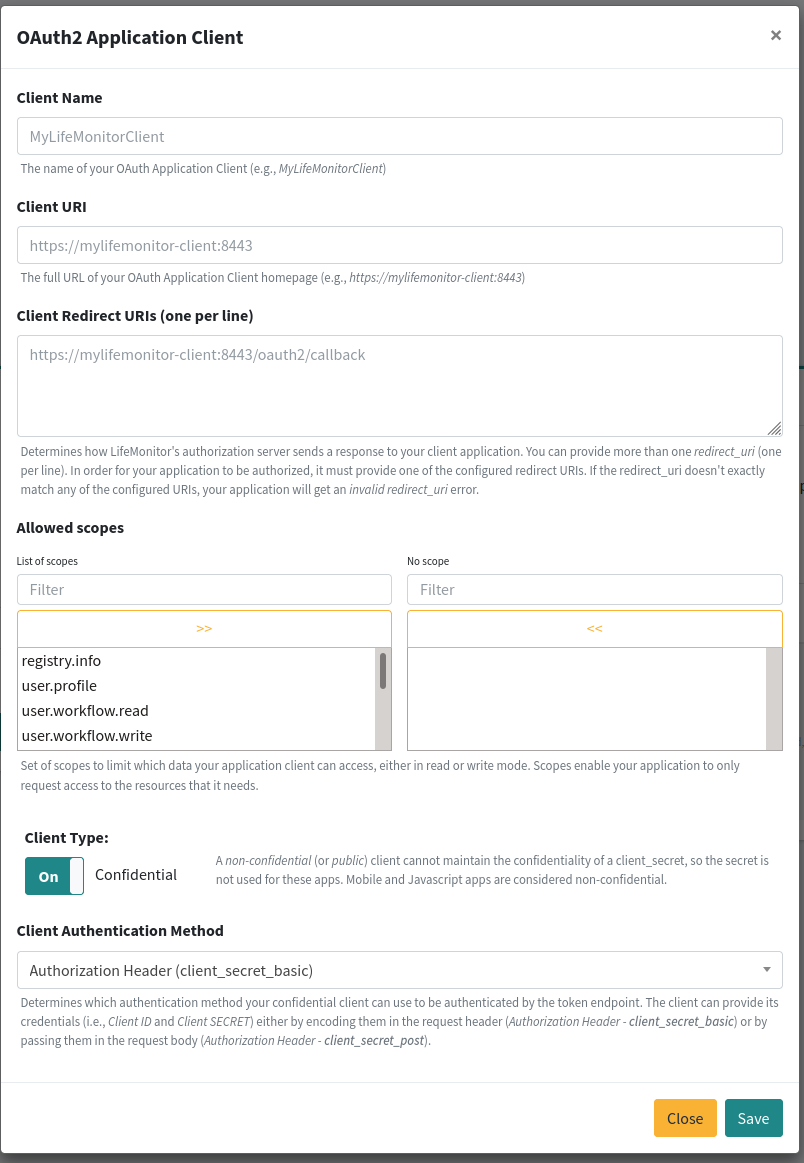 OAuth2 Application Client ×
Client Name
MyLifeMonitorClient
The name of your OAuth Application Client (e.g., MyLifeMonitorClient)
Client URI
https://mylifemonitor-client:8443
The full URL of your OAuth Application Client homepage (e.g., https://mylifemonitor-client:8443)
Client Redirect URIs (one per line)
https://mylifemonitor-client:8443/oauth2/callback
Determines how LifeMonitor's authorization server sends a response to your client application. You can provide more than one redirect_uri (one
per line). In order for your application to be authorized, it must provide one of the configured redirect URIs. If the redirect_uri doesn't exactly
match any of the configured URIs, your application will get an invalid redirect_uri error.
Allowed scopes
List of scopes
Filter
>>
registry.info
user.profile
user.workflow.read
user.workflow.write
No scope
Filter
<<
Set of scopes to limit which data your application client can access, either in read or write mode. Scopes enable your application to only
request access to the resources that it needs.
Client Type:
On Confidential
A non-confidential (or public) client cannot maintain the confidentiality of a client_secret, so the secret is
not used for these apps. Mobile and Javascript apps are considered non-confidential.
Client Authentication Method
Authorization Header (client_secret_basic)
Determines which authentication method your confidential client can use to be authenticated by the token endpoint. The client can provide its
credentials (i.e., Client ID and Client SECRET) either by encoding them in the request header (Authorization Header - client_secret_basic) or by
passing them in the request body (Authorization Header - client_secret_post).
Close Save